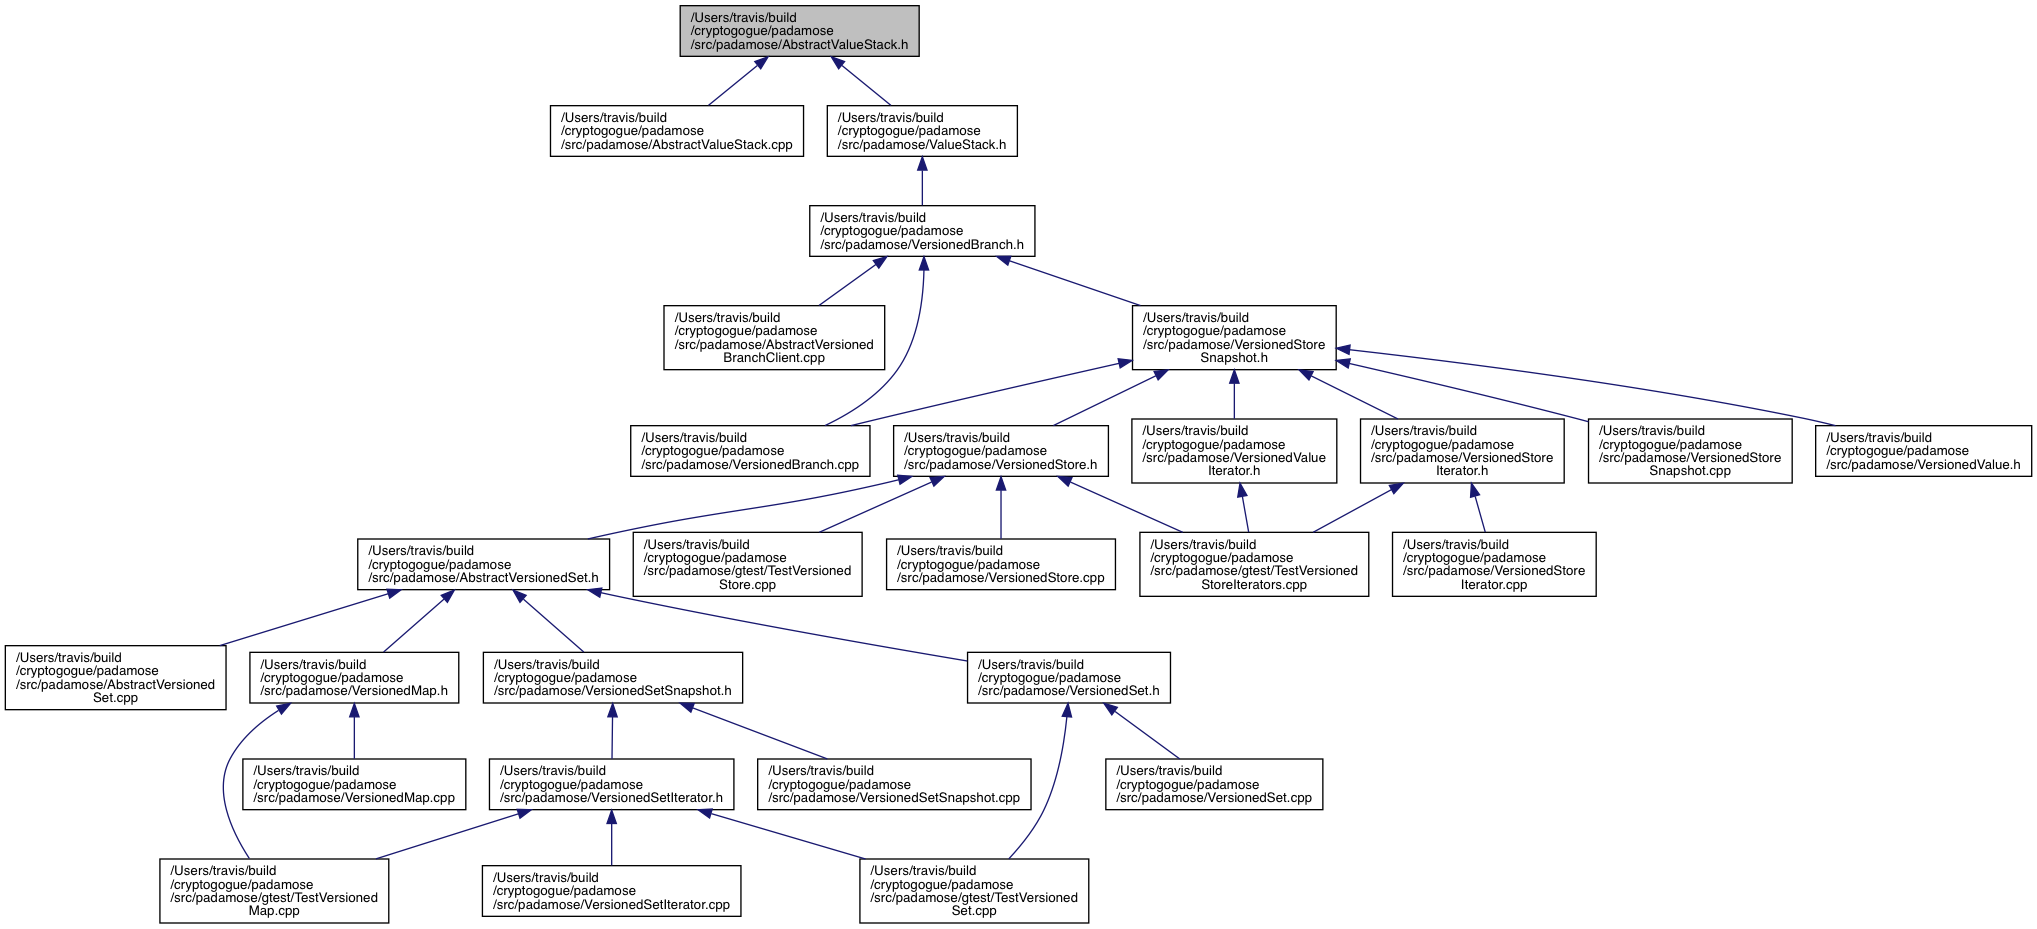 /Users/travis/build
/cryptogogue/padamose
/src/padamose/AbstractValueStack.h
/Users/travis/build
/cryptogogue/padamose
/src/padamose/AbstractValueStack.cpp
/Users/travis/build
/cryptogogue/padamose
/src/padamose/ValueStack.h
/Users/travis/build
/cryptogogue/padamose
/src/padamose/VersionedBranch.h
/Users/travis/build
/cryptogogue/padamose
/src/padamose/AbstractVersioned
BranchClient.cpp
/Users/travis/build
/cryptogogue/padamose
/src/padamose/VersionedStore
Snapshot.h
/Users/travis/build
/cryptogogue/padamose
/src/padamose/VersionedBranch.cpp
/Users/travis/build
/cryptogogue/padamose
/src/padamose/VersionedStore.h
/Users/travis/build
/cryptogogue/padamose
/src/padamose/VersionedValue
Iterator.h
/Users/travis/build
/cryptogogue/padamose
/src/padamose/VersionedStore
Iterator.h
/Users/travis/build
/cryptogogue/padamose
/src/padamose/VersionedStore
Snapshot.cpp
/Users/travis/build
/cryptogogue/padamose
/src/padamose/VersionedValue.h
/Users/travis/build
/cryptogogue/padamose
/src/padamose/AbstractVersionedSet.h
/Users/travis/build
/cryptogogue/padamose
/src/padamose/gtest/TestVersioned
Store.cpp
/Users/travis/build
/cryptogogue/padamose
/src/padamose/VersionedStore.cpp
/Users/travis/build
/cryptogogue/padamose
/src/padamose/gtest/TestVersioned
StoreIterators.cpp
/Users/travis/build
/cryptogogue/padamose
/src/padamose/VersionedStore
Iterator.cpp
/Users/travis/build
/cryptogogue/padamose
/src/padamose/AbstractVersioned
Set.cpp
/Users/travis/build
/cryptogogue/padamose
/src/padamose/VersionedMap.h
/Users/travis/build
/cryptogogue/padamose
/src/padamose/VersionedSetSnapshot.h
/Users/travis/build
/cryptogogue/padamose
/src/padamose/VersionedSet.h
/Users/travis/build
/cryptogogue/padamose
/src/padamose/VersionedMap.cpp
/Users/travis/build
/cryptogogue/padamose
/src/padamose/VersionedSetIterator.h
/Users/travis/build
/cryptogogue/padamose
/src/padamose/VersionedSetSnapshot.cpp
/Users/travis/build
/cryptogogue/padamose
/src/padamose/VersionedSet.cpp
/Users/travis/build
/cryptogogue/padamose
/src/padamose/gtest/TestVersioned
Map.cpp
/Users/travis/build
/cryptogogue/padamose
/src/padamose/VersionedSetIterator.cpp
/Users/travis/build
/cryptogogue/padamose
/src/padamose/gtest/TestVersioned
Set.cpp